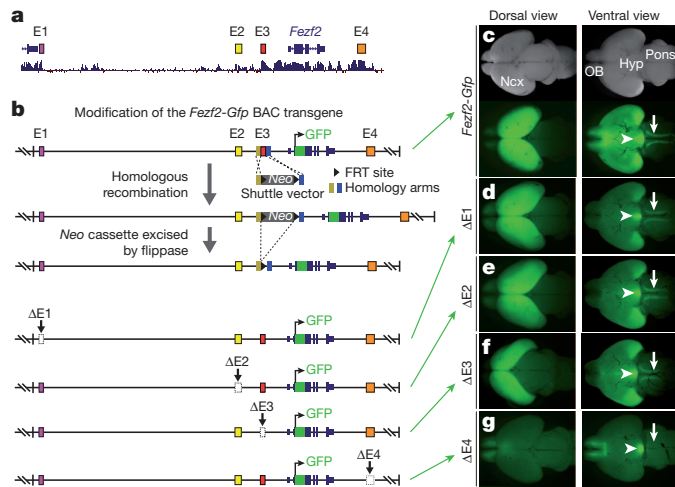 a
E1
E2
E3
Fezf2
E4
b
Modification of the Fezf2-Gfp BAC transgene
E1
E2
E3
GFP
E4
Homologous recombination
Neo
Shuttle vector
FRT site
Homology arms
Neo
Neo cassette excised by flippase
ΔE1
GFP
ΔE2
GFP
ΔE3
GFP
ΔE4
GFP
Dorsal view
Ventral view
Fezf2-Gfp
c
Ncx
OB
Hyp
Pons
ΔE1
d
ΔE2
e
ΔE3
f
ΔE4
g